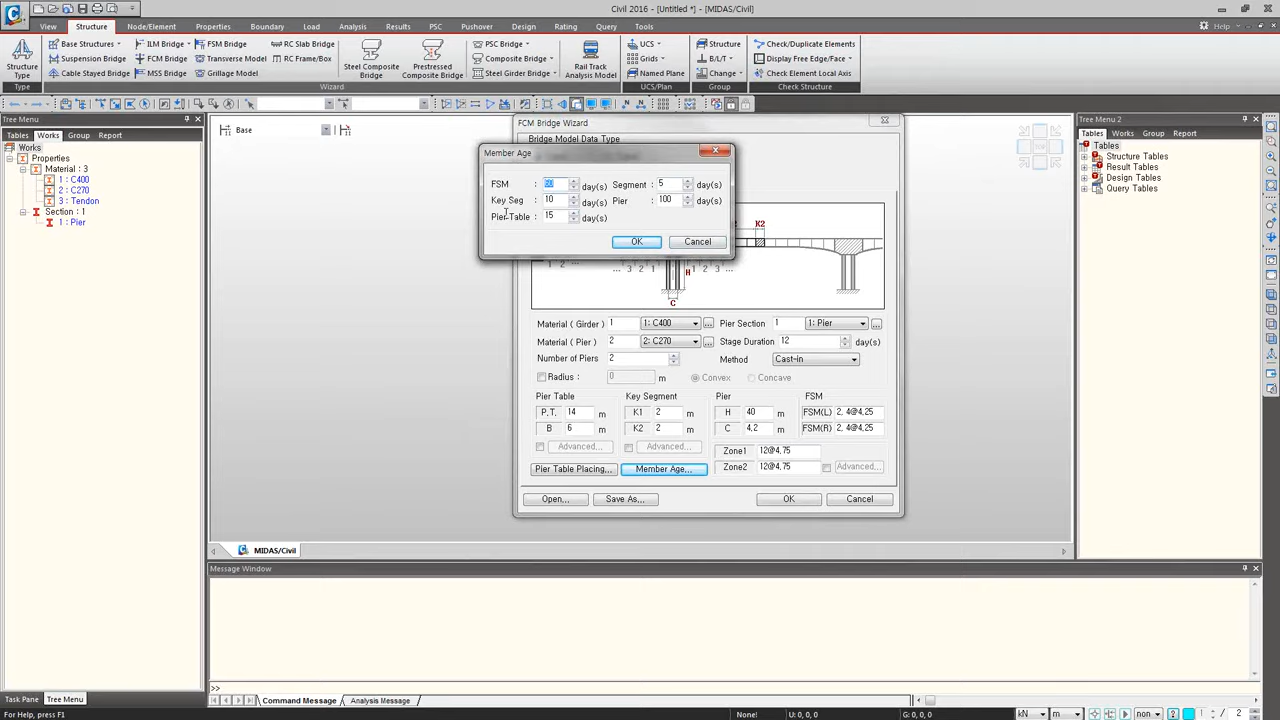 Civil 2016 - [Untitled *] - [MIDAS/Civil]
View Structure Node/Element Properties Boundary Load Analysis Results PSC Pushover Design Rating Query Tools Help
Base Structures ILM Bridge FSM Bridge RC Slab Bridge PSC Bridge UCS Structure Check/Duplicate Elements
Suspension Bridge FCM Bridge Transverse Model RC Frame/Box Composite Bridge Grids B/L/T Display Free Edge/Face
Cable Stayed Bridge MSS Bridge Grillage Model Steel Girder Bridge Named Plane Change Check Element Local Axis
Structure Type Steel Composite Bridge Prestressed Composite Bridge Rail Track Analysis Model
Wizard UCS/Plan Group Check Structure
Tree Menu
Tables Works Group Report
Works
Properties
Material : 3
1 : C400
2 : C270
3 : Tendon
Section : 1
1 : Pier
Base
FCM Bridge Wizard
Bridge Model Data Type
Member Age
FSM : 60 day(s) Segment : 5 day(s)
Key Seg : 10 day(s) Pier : 100 day(s)
Pier Table : 15 day(s)
OK Cancel
K2
1 2 ... ... 3 2 1 H 1 2 3 ...
C
Material ( Girder ) 1 1: C400 ... Pier Section 1 1: Pier ...
Material ( Pier ) 2 2: C270 ... Stage Duration 12 day(s)
Number of Piers 2 Method Cast-in
Radius : 0 m Convex Concave
Pier Table Key Segment Pier FSM
P.T. 14 m K1 2 m H 40 m FSM(L) 2, 4@4,25
B 6 m K2 2 m C 4,2 m FSM(R) 2, 4@4,25
Advanced... Advanced... Zone1 12@4,75
Pier Table Placing... Member Age... Zone2 12@4,75 Advanced...
Open... Save As... OK Cancel
MIDAS/Civil
Tree Menu 2
Tables Works Group Report
Tables
Structure Tables
Result Tables
Design Tables
Query Tables
Message Window
>>
Task Pane Tree Menu Command Message Analysis Message
For Help, press F1 None! U: 0, 0, 0 G: 0, 0, 0 kN m non ? 2